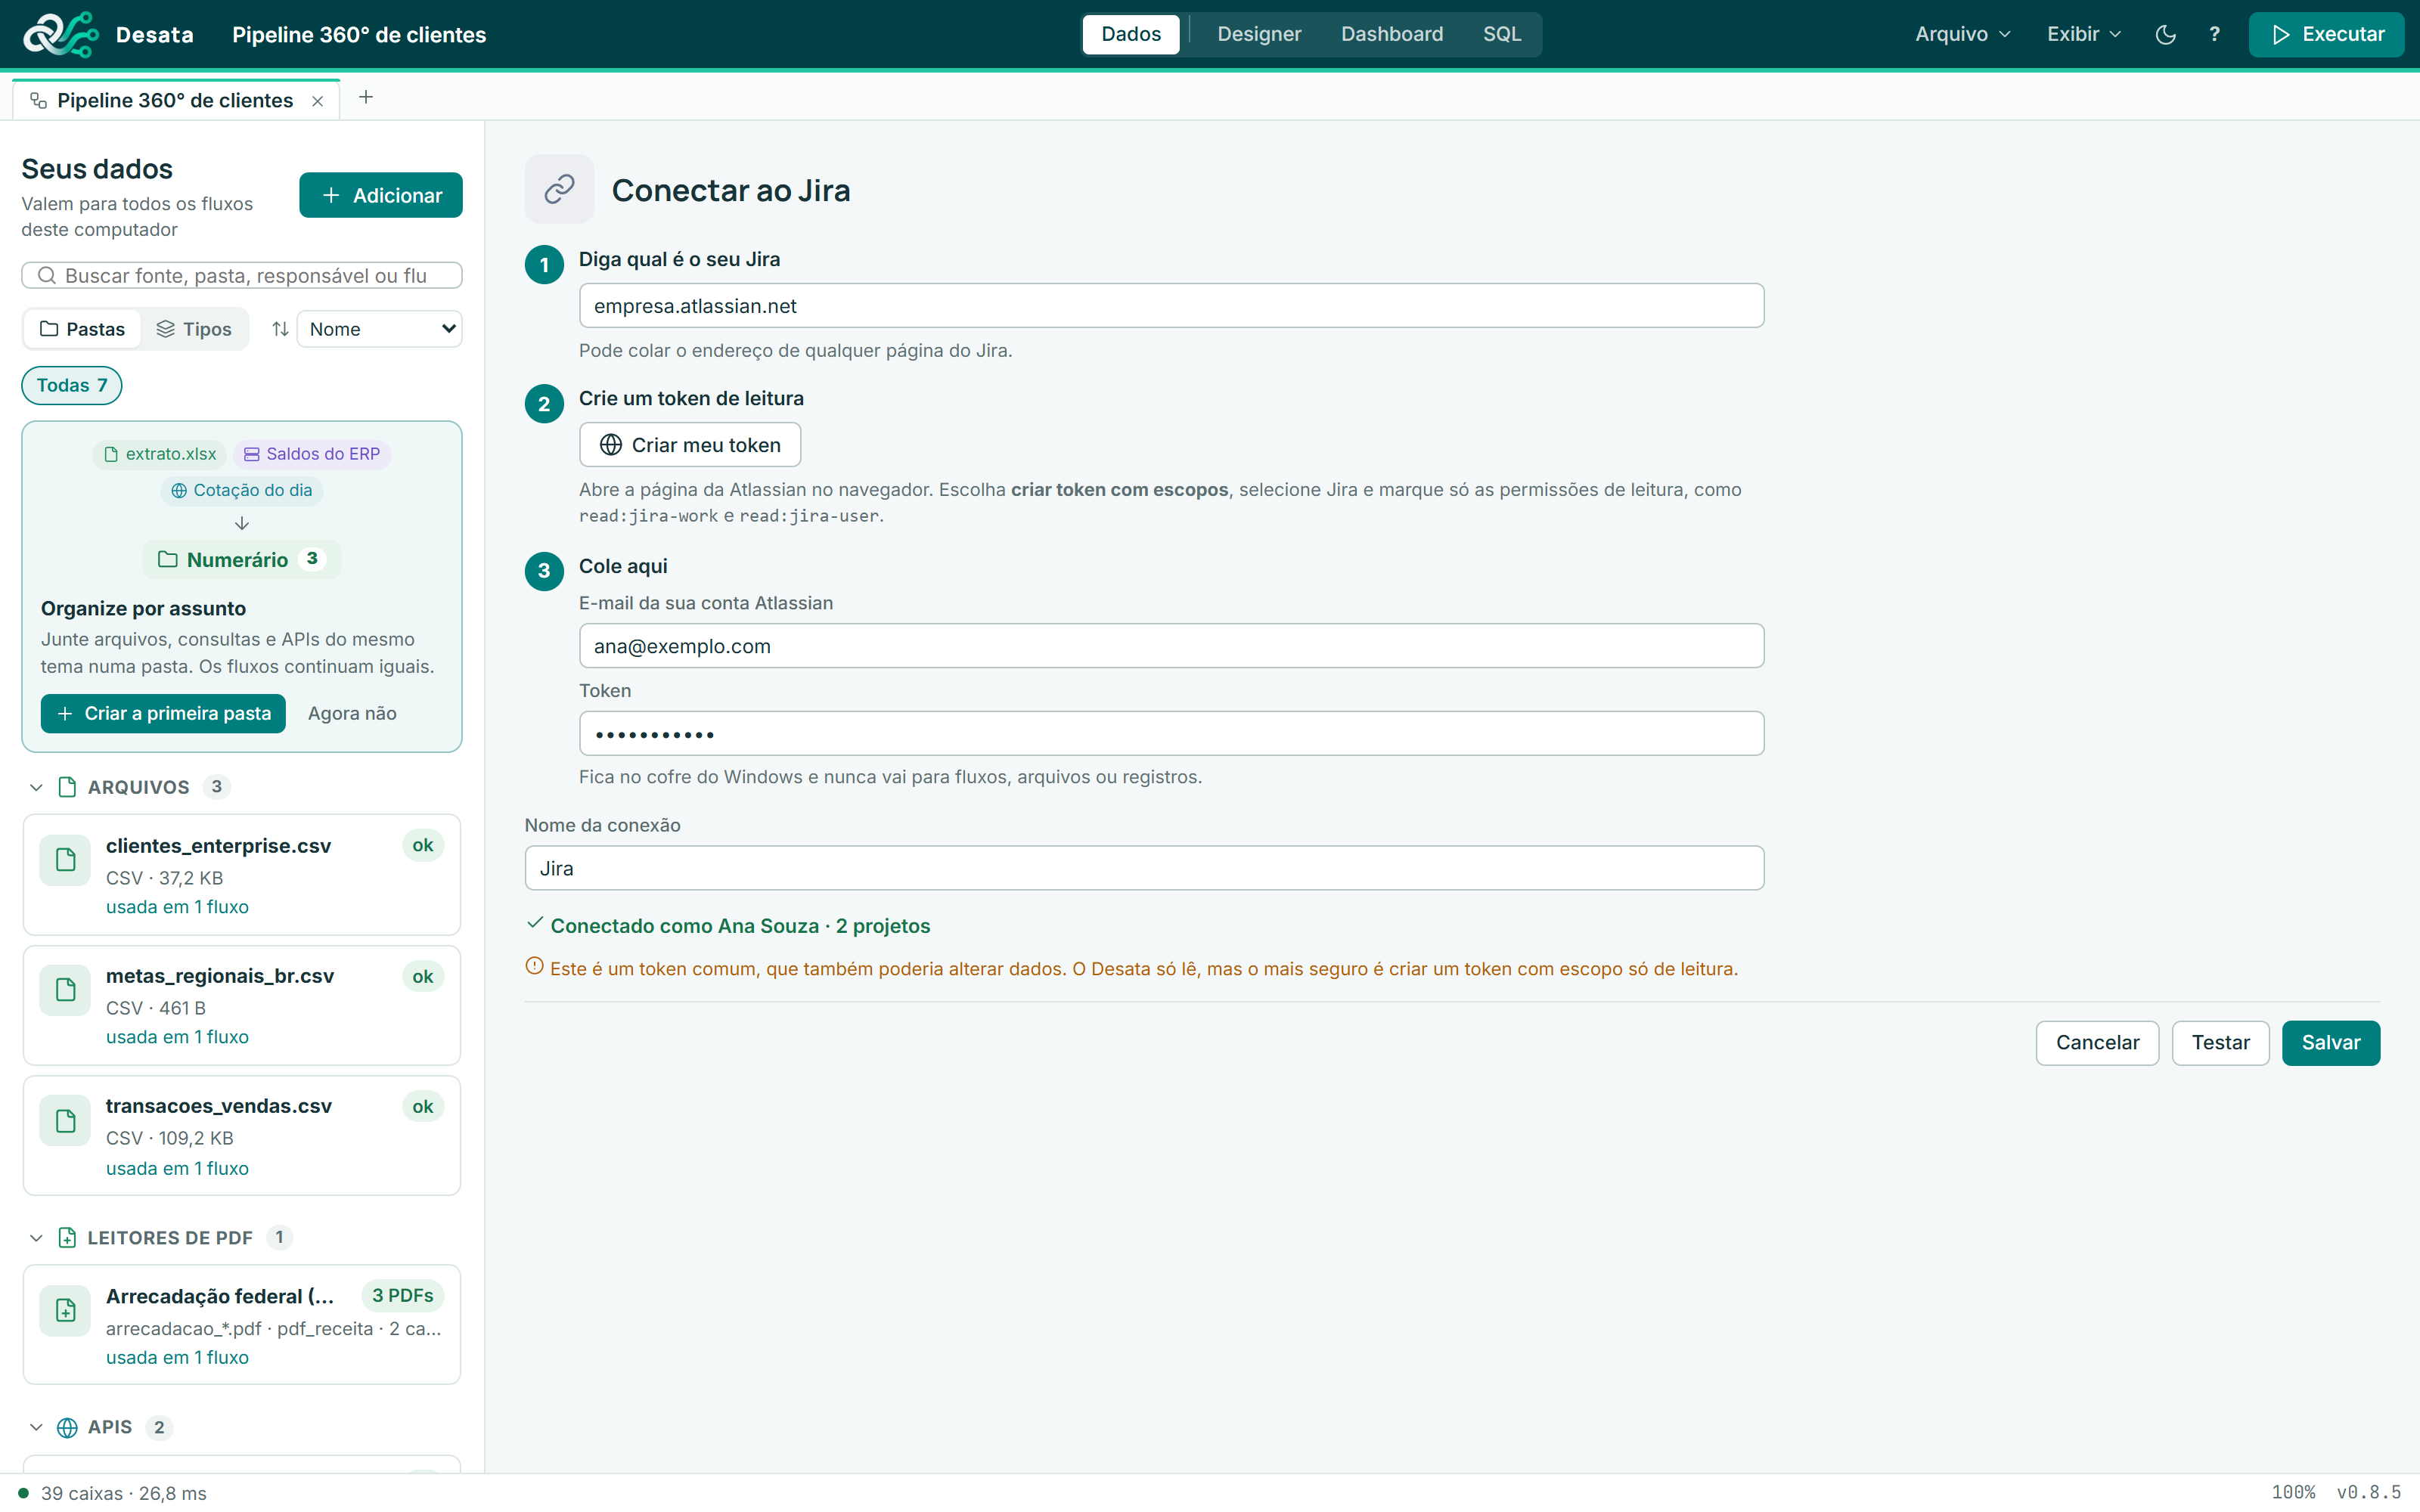 Desata
Pipeline 360° de clientes
Dados
Designer
Dashboard
SQL
Arquivo
Exibir
?
Executar
Pipeline 360° de clientes
Seus dados
Valem para todos os fluxos
deste computador
Adicionar
Buscar fonte, pasta, responsável ou flu
Pastas
Tipos
Nome
Todas 7
extrato.xlsx
Saldos do ERP
Cotação do dia
Numerário 3
Organize por assunto
Junte arquivos, consultas e APIs do mesmo
tema numa pasta. Os fluxos continuam iguais.
Criar a primeira pasta
Agora não
ARQUIVOS 3
clientes_enterprise.csv
ok
CSV · 37,2 KB
usada em 1 fluxo
metas_regionais_br.csv
ok
CSV · 461 B
usada em 1 fluxo
transacoes_vendas.csv
ok
CSV · 109,2 KB
usada em 1 fluxo
LEITORES DE PDF 1
Arrecadação federal (...
3 PDFs
arrecadacao_*.pdf · pdf_receita · 2 ca...
usada em 1 fluxo
APIS 2
Conectar ao Jira
1
Diga qual é o seu Jira
empresa.atlassian.net
Pode colar o endereço de qualquer página do Jira.
2
Crie um token de leitura
Criar meu token
Abre a página da Atlassian no navegador. Escolha criar token com escopos, selecione Jira e marque só as permissões de leitura, como
read:jira-work e read:jira-user.
3
Cole aqui
E-mail da sua conta Atlassian
ana@exemplo.com
Token
•••••••••••
Fica no cofre do Windows e nunca vai para fluxos, arquivos ou registros.
Nome da conexão
Jira
Conectado como Ana Souza · 2 projetos
Este é um token comum, que também poderia alterar dados. O Desata só lê, mas o mais seguro é criar um token com escopo só de leitura.
Cancelar
Testar
Salvar
39 caixas · 26,8 ms
100%
v0.8.5